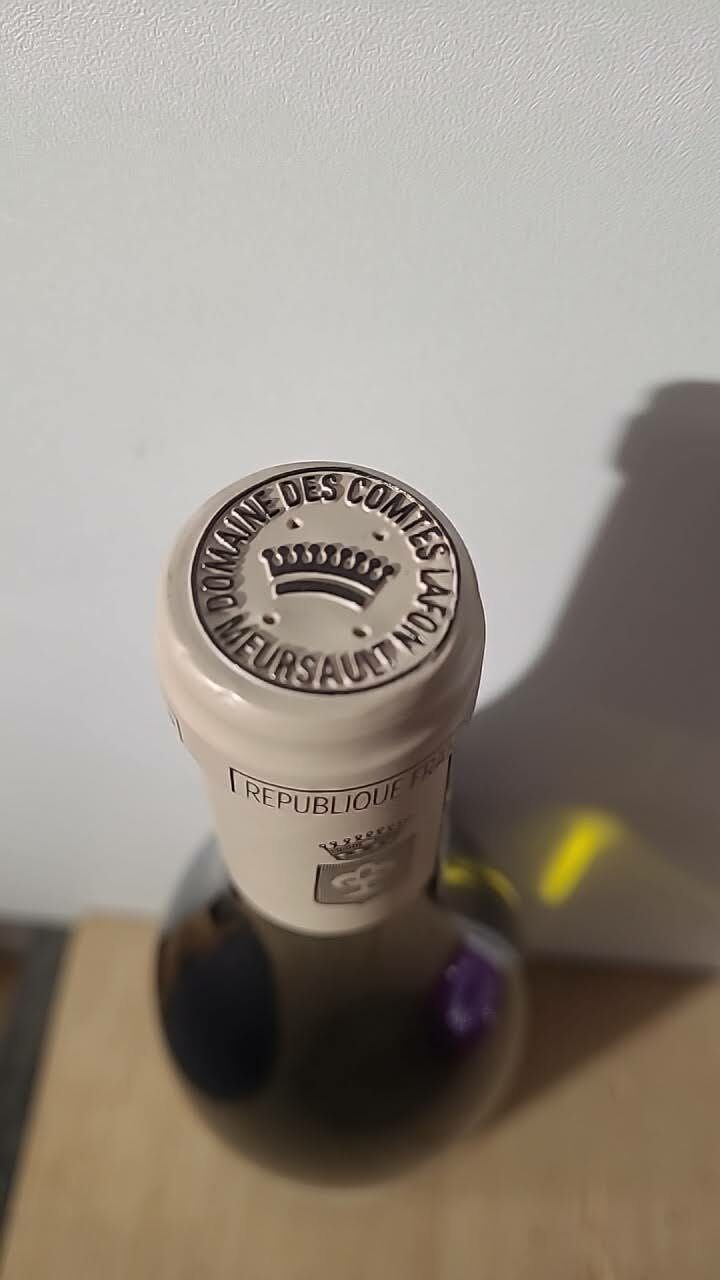 DOMAINE DES COMTES LAFON
MEURSAULT
REPUBLIQUE FRA